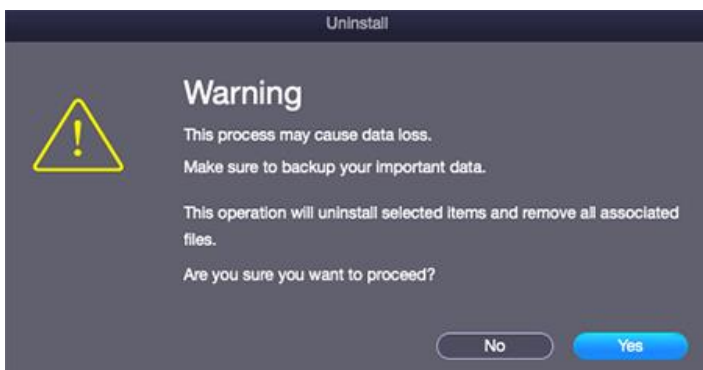 Uninstall
Warning
This process may cause data loss.
Make sure to backup your important data.
This operation will uninstall selected items and remove all associated
files.
Are you sure you want to proceed?
No
Yes